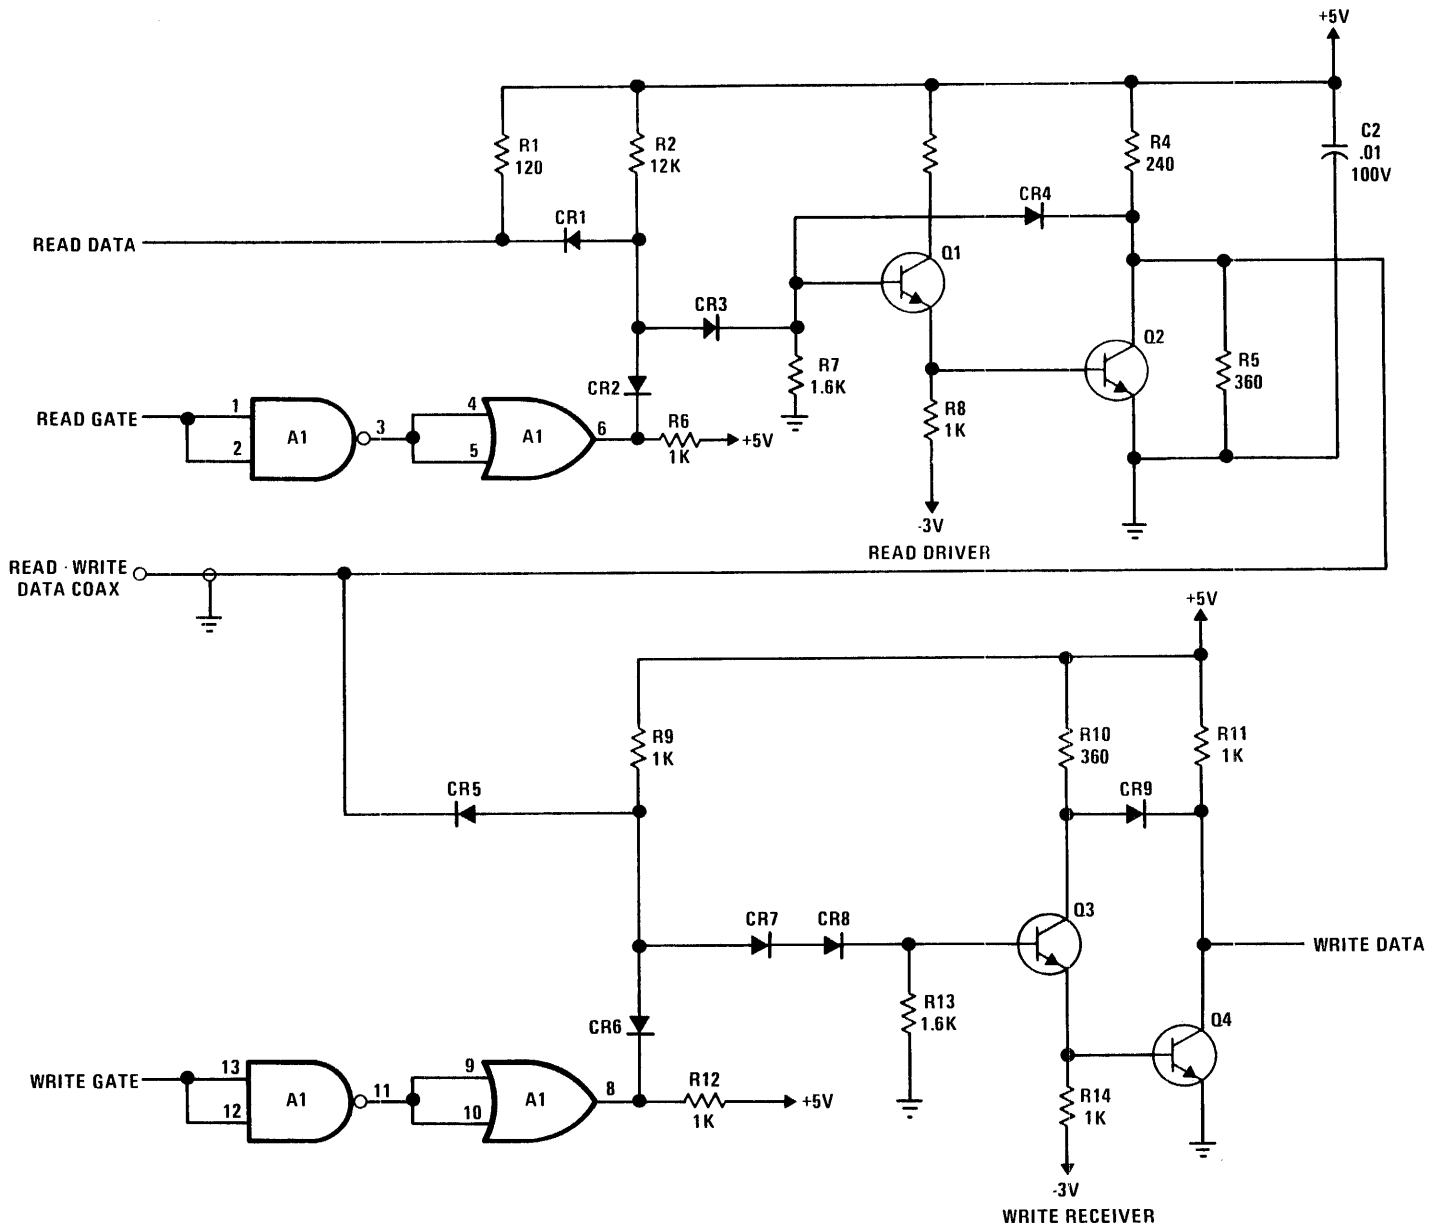 +5V
R1
120
R2
12K
R4
240
C2
.01
100V
CR4
CR1
READ DATA
Q1
CR3
Q2
R7
1.6K
R5
360
CR2
READ GATE
1
2
A1
3
4
5
A1
6
R6
1K
+5V
R8
1K
-3V
READ DRIVER
READ · WRITE
DATA COAX
+5V
R9
1K
R10
360
R11
1K
CR5
CR9
Q3
CR7
CR8
WRITE DATA
R13
1.6K
Q4
CR6
WRITE GATE
13
12
A1
11
9
10
A1
8
R12
1K
+5V
R14
1K
-3V
WRITE RECEIVER